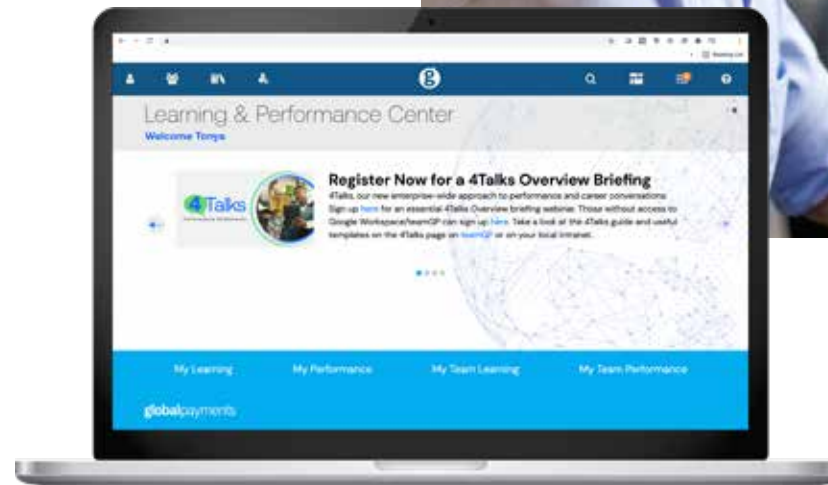 Learning & Performance Center
Welcome Tonya
4Talks
Register Now for a 4Talks Overview Briefing
4Talks, our new enterprise-wide approach to performance and career conversations.
Sign up here for an essential 4Talks Overview briefing webinar. Those without access to
Google Workspace/teamGP can sign up here. Take a look at the 4Talks guide and useful
templates on the 4Talks page on teamGP or on your local intranet.
My Learning My Performance My Team Learning My Team Performance
globalpayments